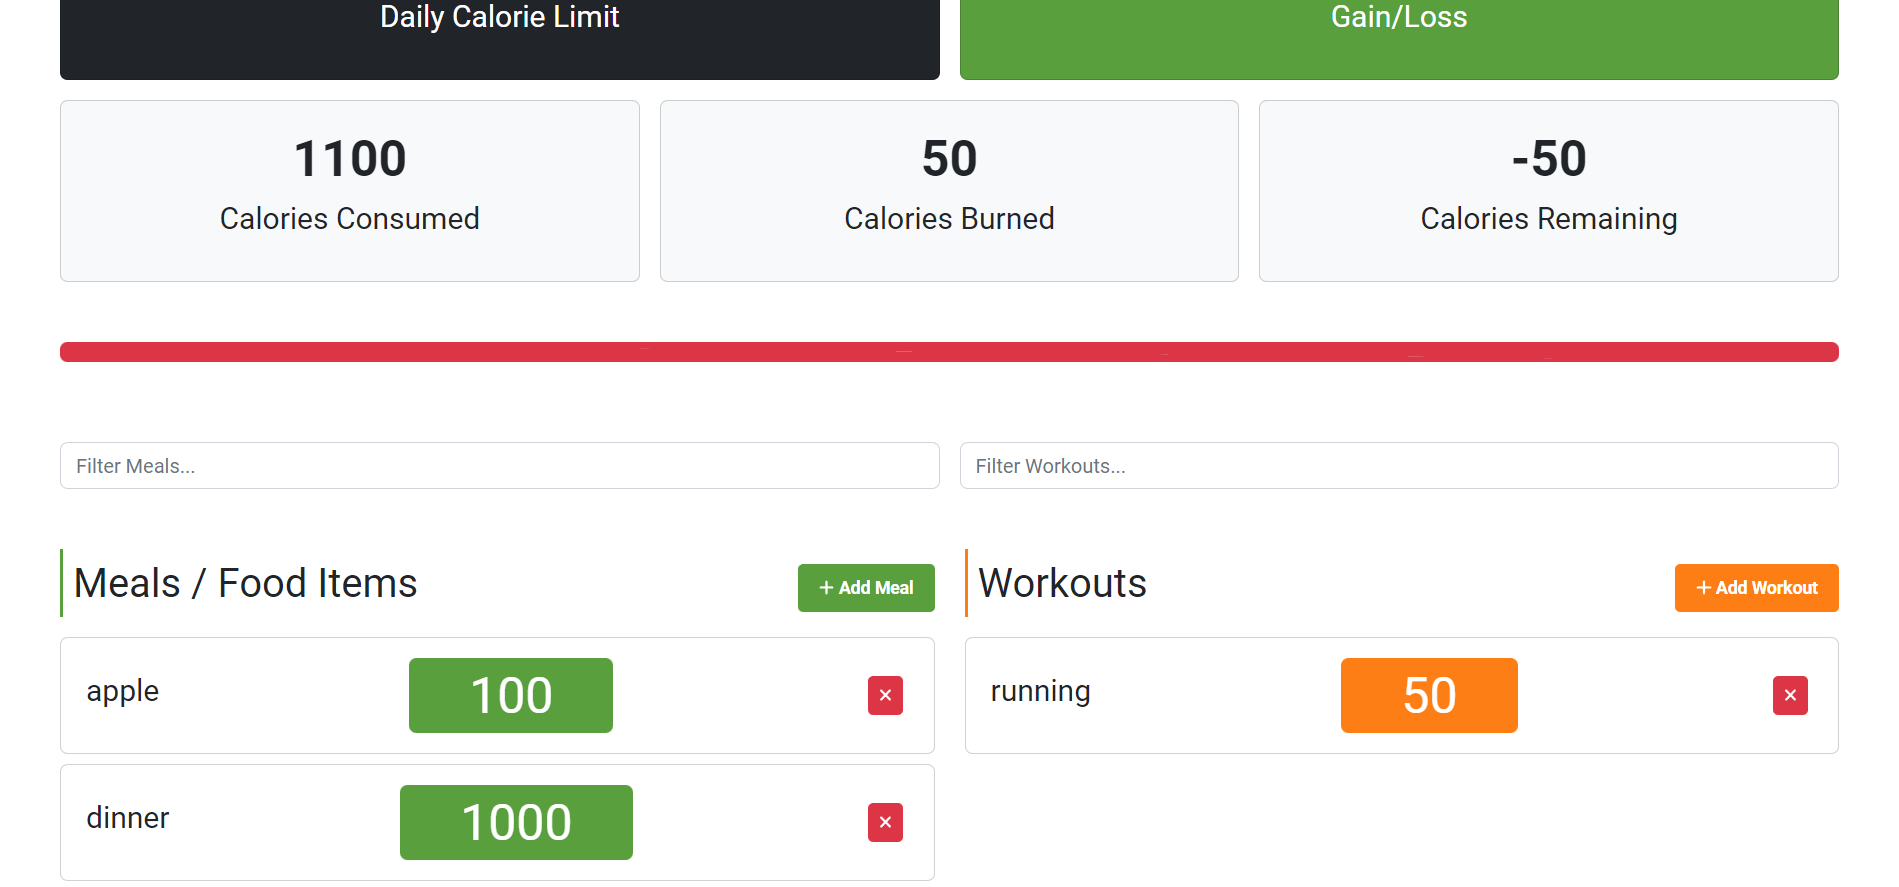 Daily Calorie Limit
Gain/Loss
1100
Calories Consumed
50
Calories Burned
-50
Calories Remaining
Filter Meals...
Filter Workouts...
Meals / Food Items
+ Add Meal
apple
100
×
dinner
1000
×
Workouts
+ Add Workout
running
50
×